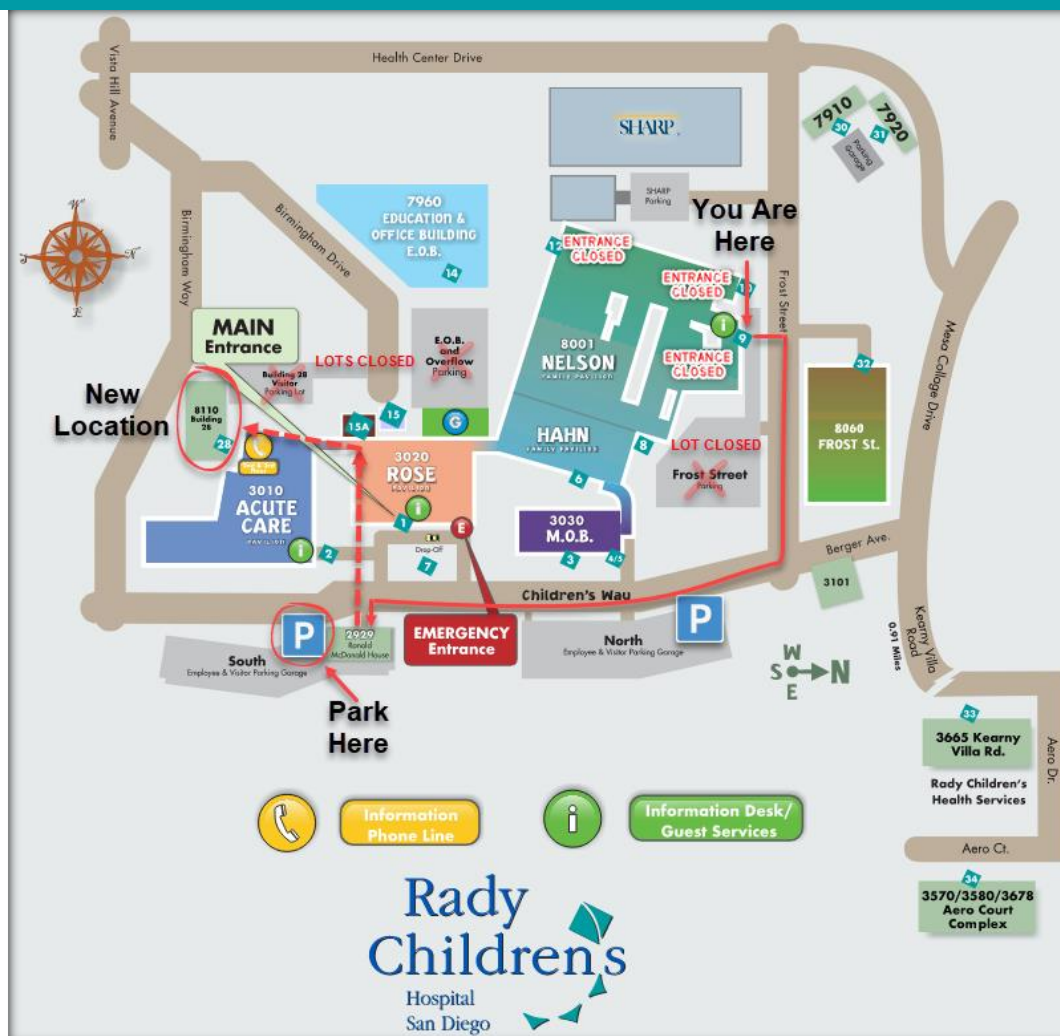 Health Center Drive
Vista Hill Avenue
SHARP
7910
7920
30
31
Parking
Garage
SHARP
Parking
7960
EDUCATION &
OFFICE BUILDING
E.O.B.
14
You Are
Here
12
ENTRANCE
CLOSED
ENTRANCE
CLOSED
10
i
9
ENTRANCE
CLOSED
8001
NELSON
FAMILY PAVILION
HAHN
FAMILY PAVILION
8
6
Birmingham Way
Birmingham Drive
W
N
S
E
MAIN
Entrance
LOTS CLOSED
Building 28
Visitor
Parking Lot
E.O.B.
and
Overflow
Parking
New
Location
8110
Building
28
28
15A
15
G
3020
ROSE
PAVILION
i
1
E
3010
ACUTE
CARE
PAVILION
i
2
Drop-Off
7
3030
M.O.B.
3
4/5
LOT CLOSED
Frost Street
Parking
Frost Street
32
8060
FROST St.
Mesa Collage Drive
Berger Ave.
3101
Children's Way
P
2929
Ronald
McDonald House
EMERGENCY
Entrance
P
South
Employee & Visitor Parking Garage
North
Employee & Visitor Parking Garage
Park
Here
W
S
N
E
Kearny Villa
Road
0.91 Miles
33
3665 Kearny
Villa Rd.
Rady Children's
Health Services
Aero Dr.
Aero Ct.
34
3570/3580/3678
Aero Court
Complex
Information
Phone Line
i
Information Desk/
Guest Services
Rady
Children's
Hospital
San Diego